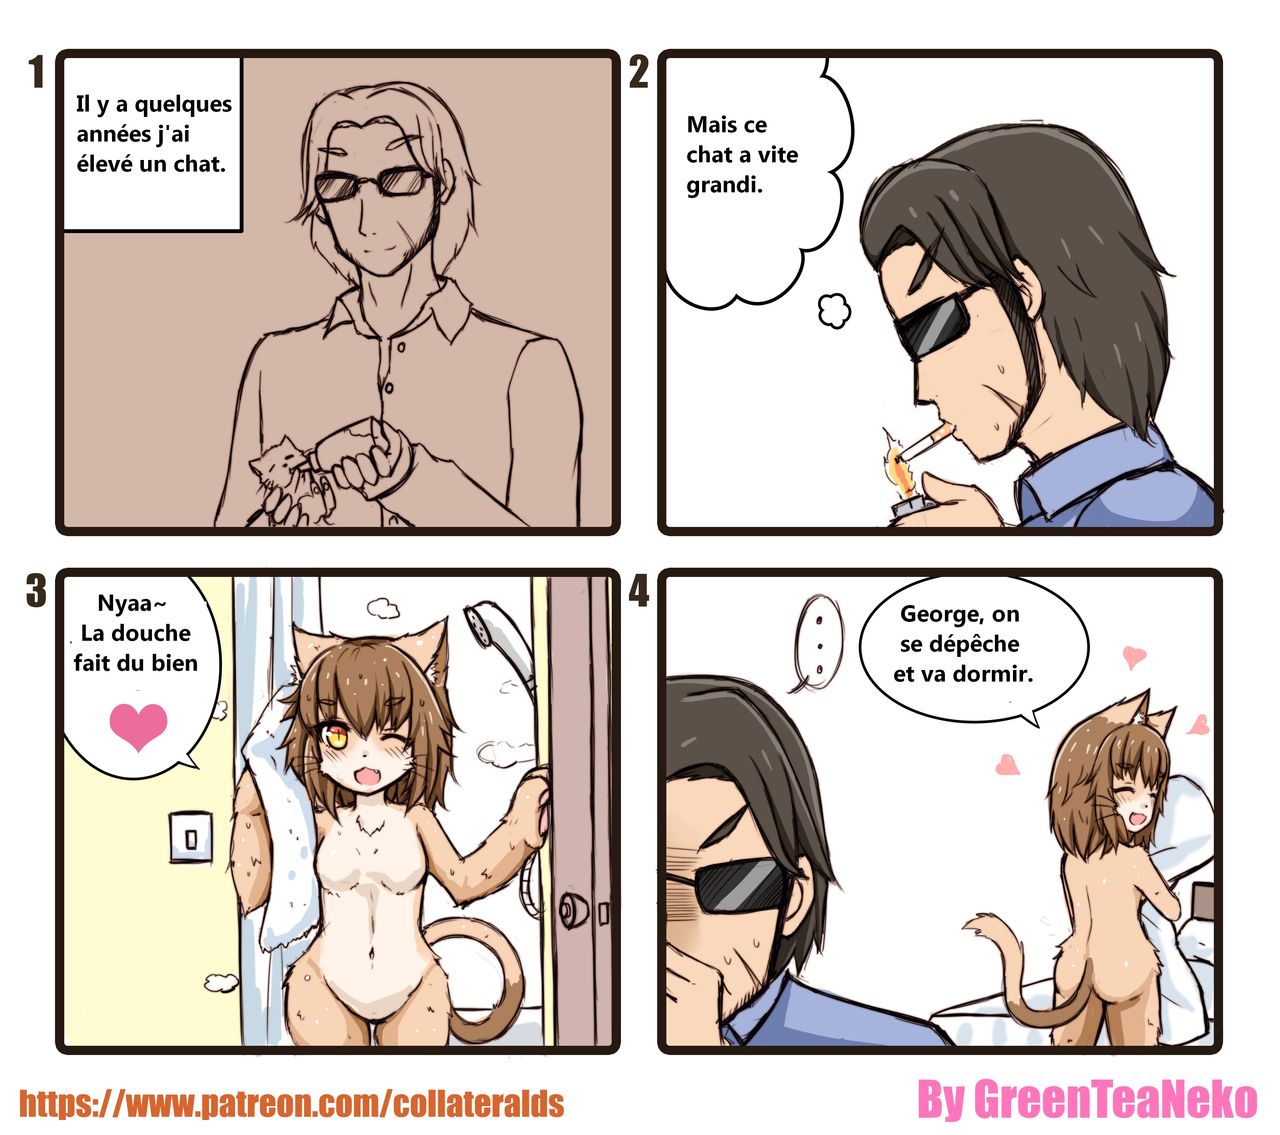 1
Il y a quelques
années j'ai
élevé un chat.
2
Mais ce
chat a vite
grandi.
3
Nyaa~
La douche
fait du bien
4
...
George, on
se dépêche
et va dormir.
https://www.patreon.com/collateralds
By GreenTeaNeko